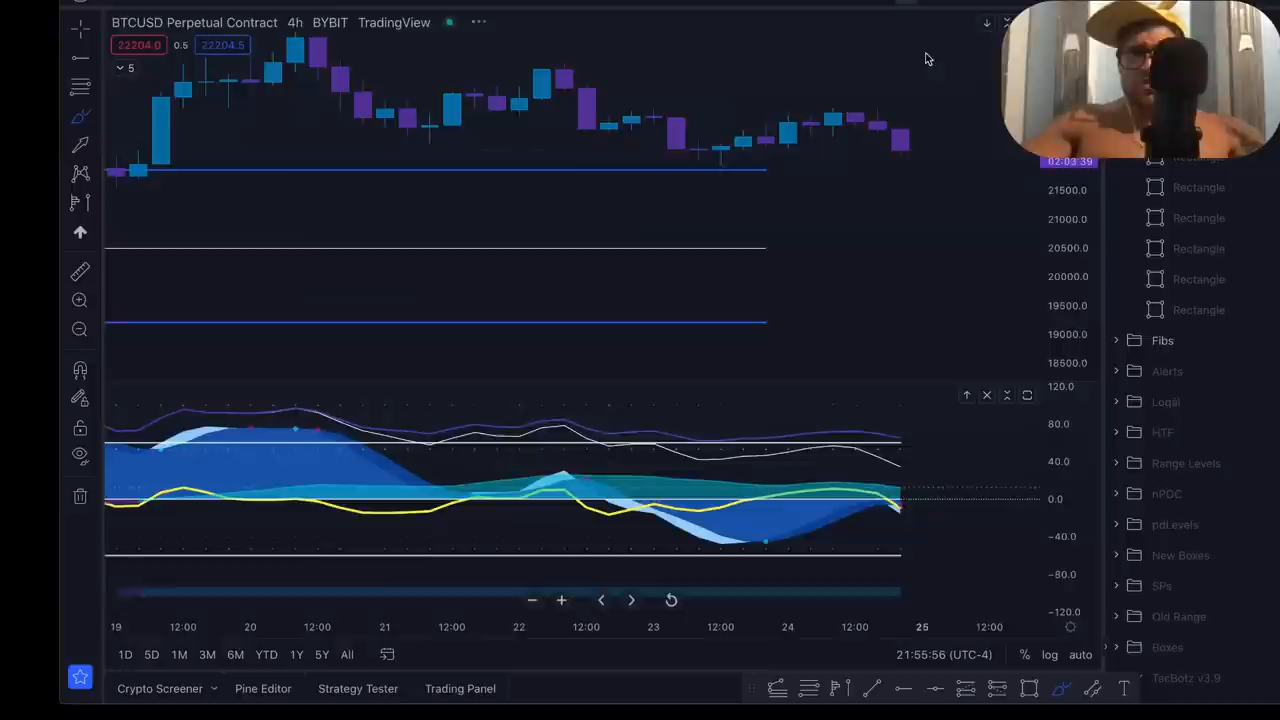 BTCUSD Perpetual Contract 4h BYBIT TradingView
22204.0 0.5 22204.5
5
02:03:39
21500.0
21000.0
20500.0
20000.0
19500.0
19000.0
18500.0
120.0
80.0
40.0
0.0
−40.0
−80.0
−120.0
19 12:00 20 12:00 21 12:00 22 12:00 23 12:00 24 12:00 25 12:00
1D 5D 1M 3M 6M YTD 1Y 5Y All
21:55:56 (UTC-4) % log auto
Crypto Screener Pine Editor Strategy Tester Trading Panel
Rectangle
Rectangle
Rectangle
Rectangle
Rectangle
Rectangle
Fibs
Alerts
Loqál
HTF
Range Levels
nPOC
pdLevels
New Boxes
SPs
Old Range
Boxes
TacBotz v3.9